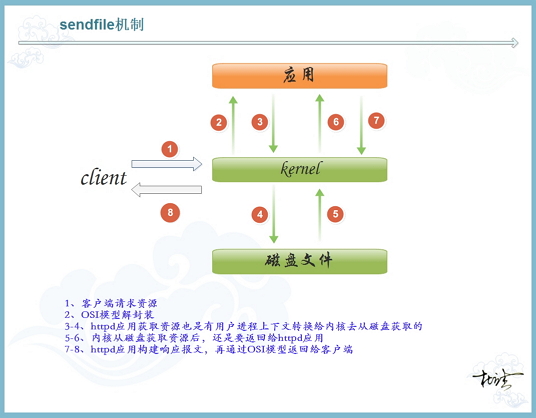 sendfile机制
应用
2
3
6
7
1
client
kernel
8
4
5
磁盘文件
1、客户端请求资源
2、OSI模型解封装
3-4、httpd应用获取资源也是有用户进程上下文转换给内核去从磁盘获取的
5-6、内核从磁盘获取资源后，还是要返回给httpd应用
7-8、httpd应用构建响应报文，再通过OSI模型返回给客户端